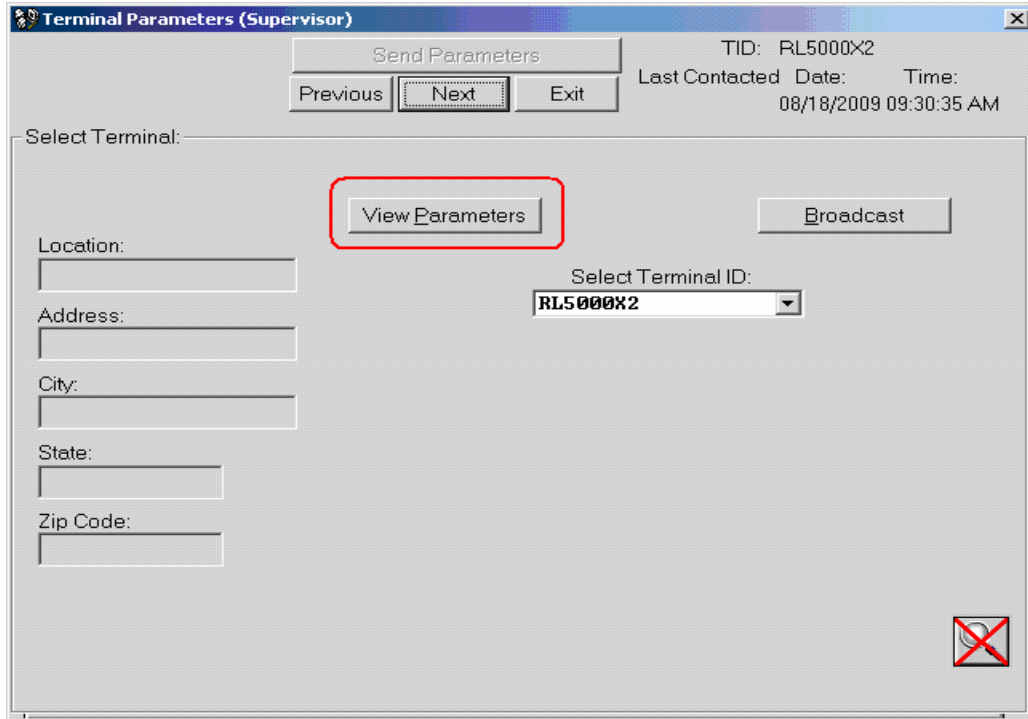 Terminal Parameters (Supervisor)
Send Parameters
TID: RL5000X2
Previous Next Exit
Last Contacted Date: Time:
08/18/2009 09:30:35 AM
Select Terminal:
View Parameters
Broadcast
Location:
Select Terminal ID:
RL5000X2
Address:
City:
State:
Zip Code: